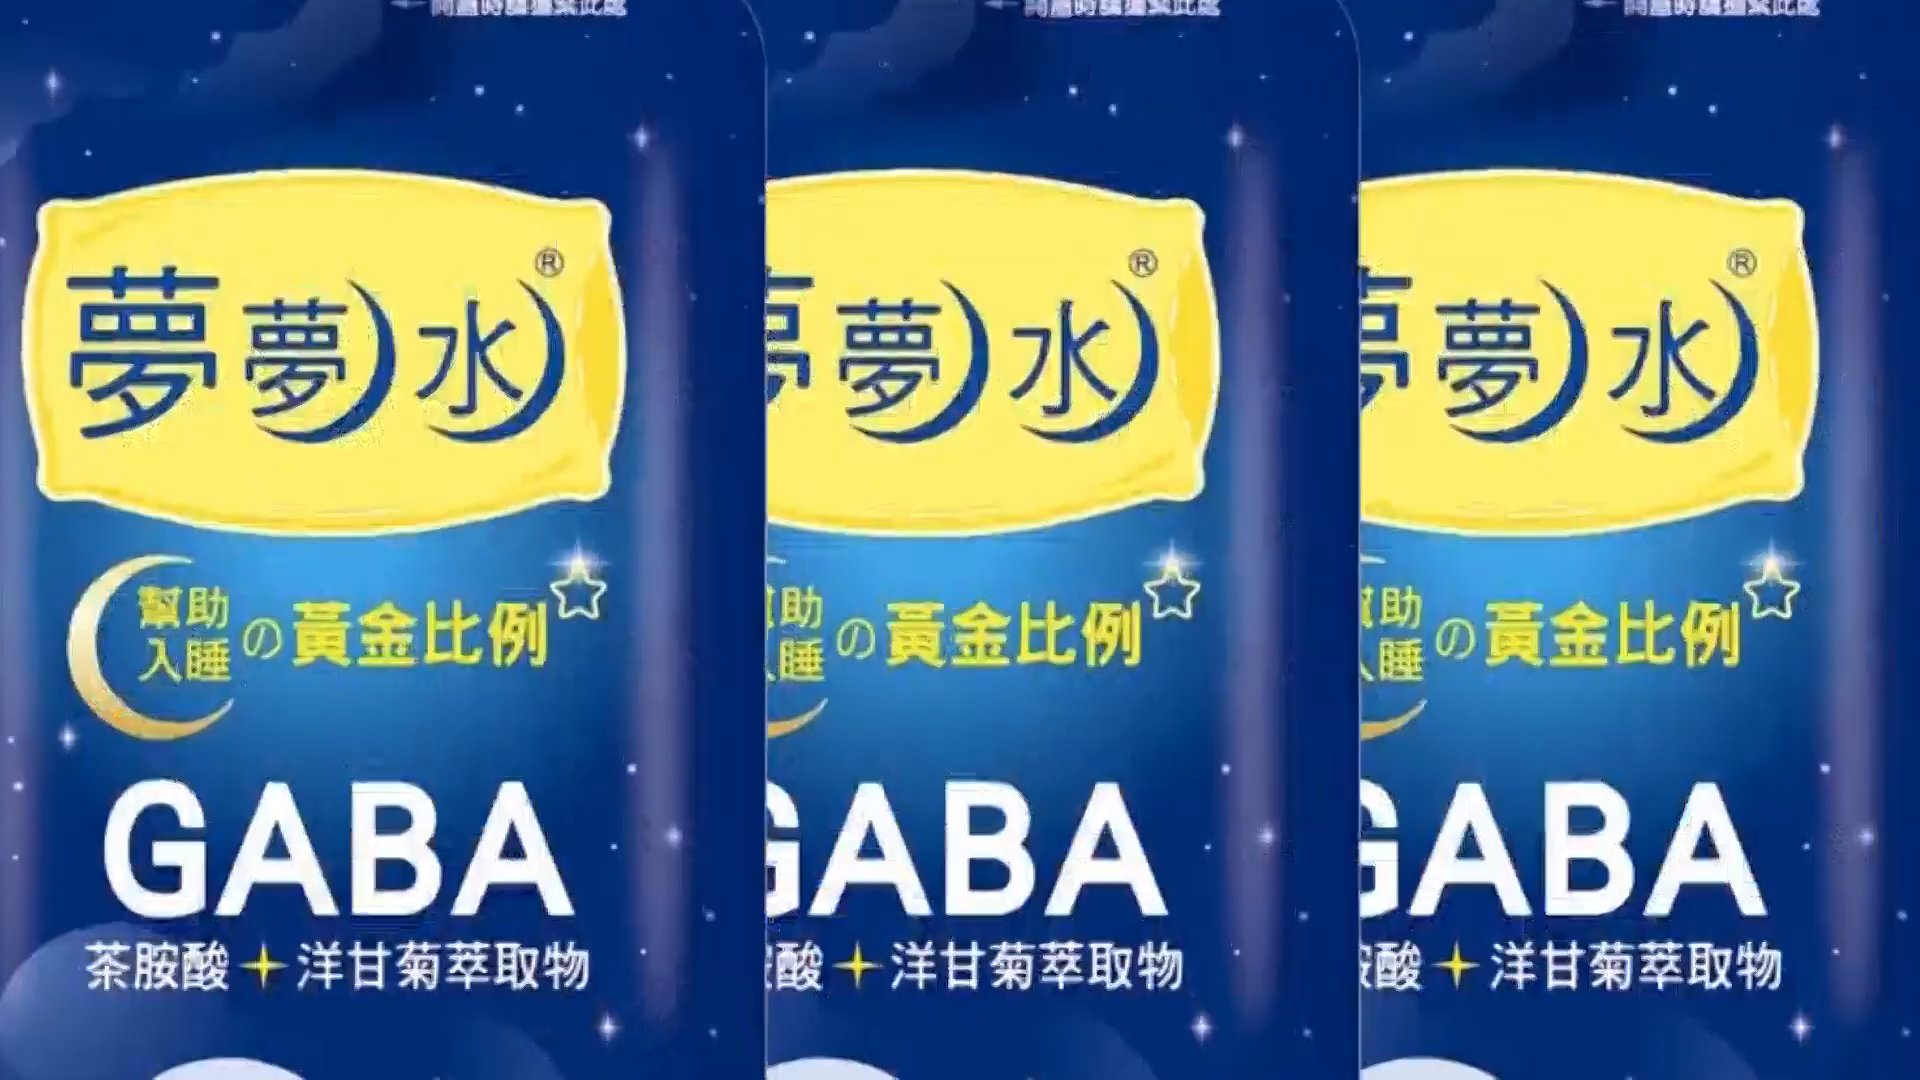 夢夢水®
夢水®
夢水®
幫助
入睡
の黃金比例
助
睡
の黃金比例
助
睡
の黃金比例
GABA
GABA
GABA
茶胺酸 洋甘菊萃取物
酸 洋甘菊萃取物
酸 洋甘菊萃取物